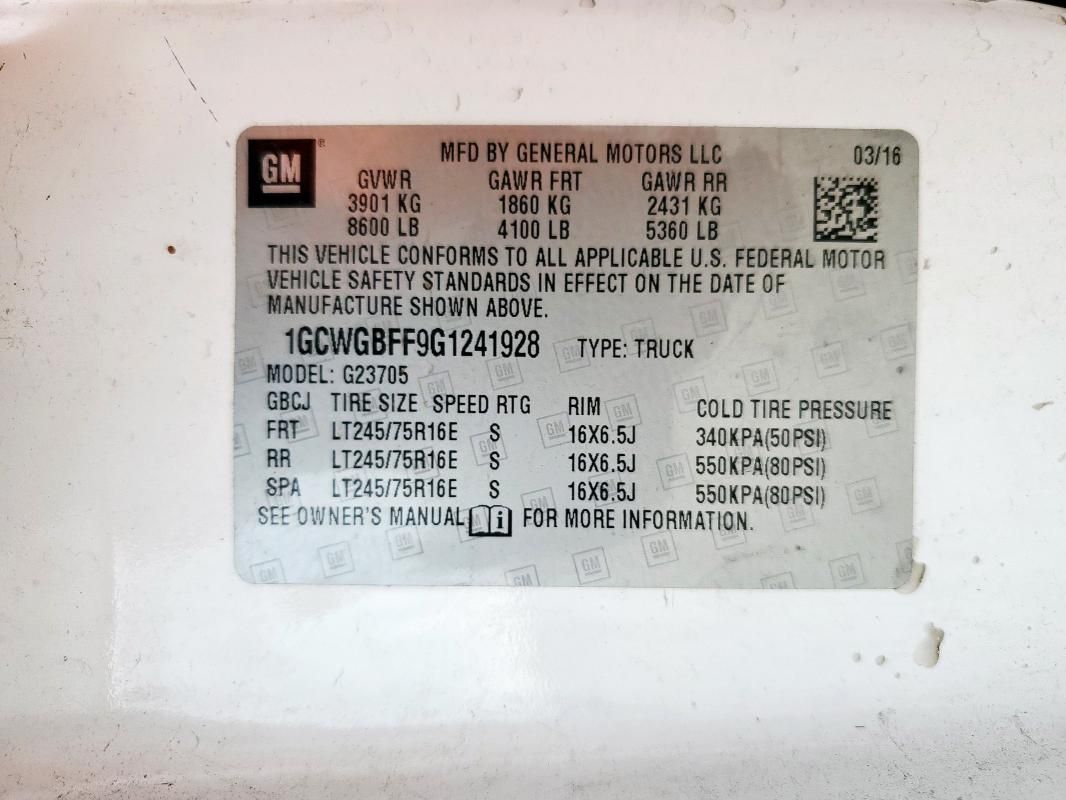 GM® MFD BY GENERAL MOTORS LLC 03/16
GVWR GAWR FRT GAWR RR
3901 KG 1860 KG 2431 KG
8600 LB 4100 LB 5360 LB
THIS VEHICLE CONFORMS TO ALL APPLICABLE U.S. FEDERAL MOTOR
VEHICLE SAFETY STANDARDS IN EFFECT ON THE DATE OF
MANUFACTURE SHOWN ABOVE.
1GCWGBFF9G1241928 TYPE: TRUCK
MODEL: G23705
GBCJ TIRE SIZE SPEED RTG RIM COLD TIRE PRESSURE
FRT LT245/75R16E S 16X6.5J 340KPA(50PSI)
RR LT245/75R16E S 16X6.5J 550KPA(80PSI)
SPA LT245/75R16E S 16X6.5J 550KPA(80PSI)
SEE OWNER'S MANUAL i FOR MORE INFORMATION.